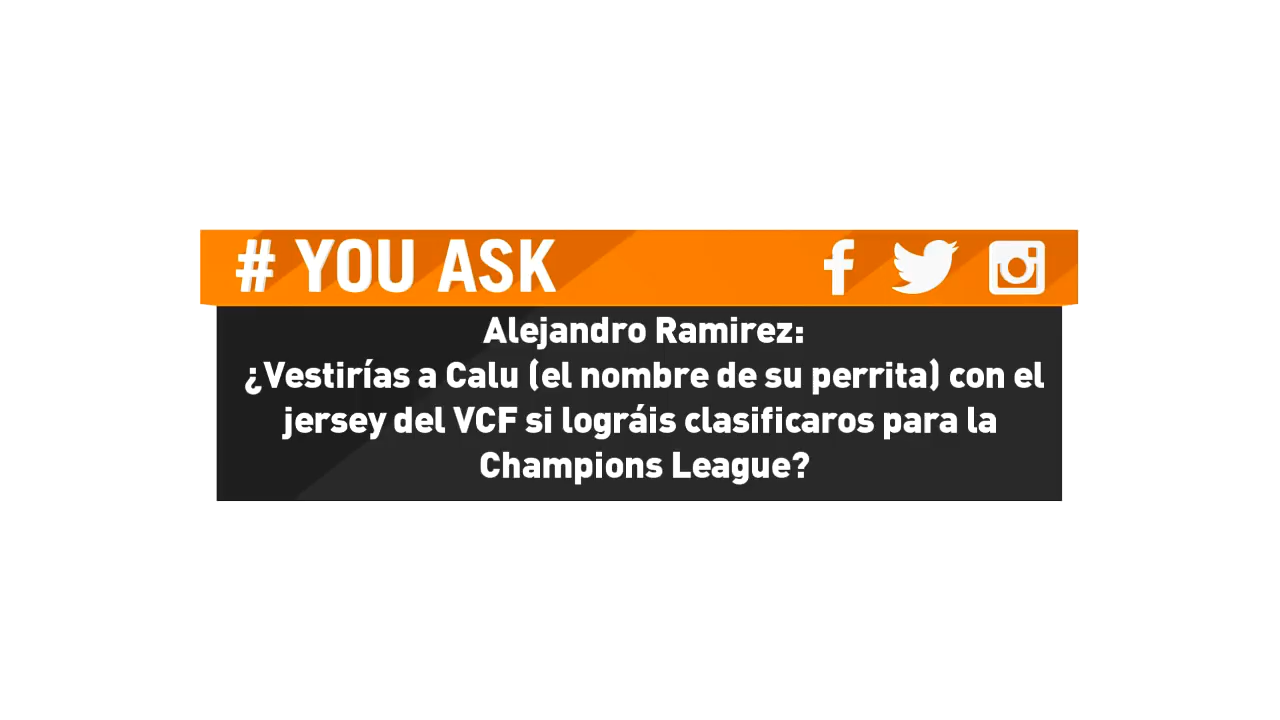 # YOU ASK
Alejandro Ramirez:
¿Vestirías a Calu (el nombre de su perrita) con el
jersey del VCF si lográis clasificaros para la
Champions League?